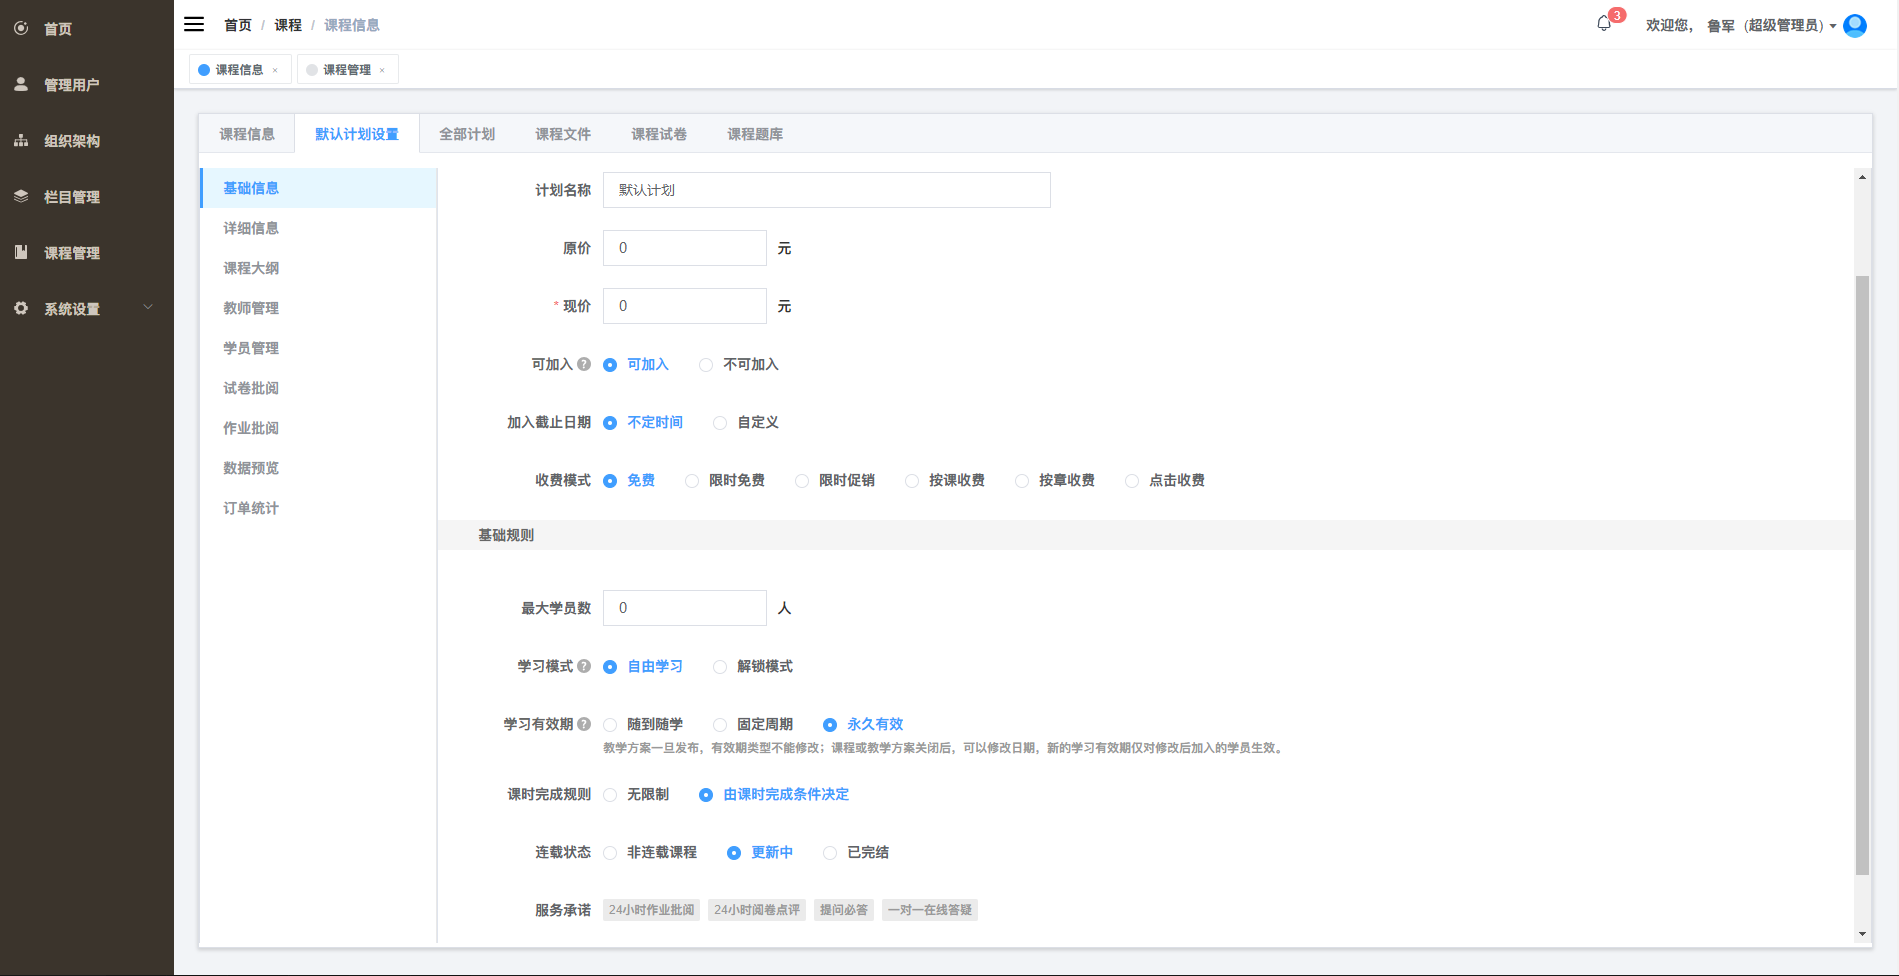 首页
管理用户
组织架构
栏目管理
课程管理
系统设置
首页 / 课程 / 课程信息
3
欢迎您， 鲁军 （超级管理员）
课程信息 ×
课程管理 ×
课程信息
默认计划设置
全部计划
课程文件
课程试卷
课程题库
基础信息
详细信息
课程大纲
教师管理
学员管理
试卷批阅
作业批阅
数据预览
订单统计
计划名称 默认计划
原价 0 元
* 现价 0 元
可加入 ? 可加入 不可加入
加入截止日期 不定时间 自定义
收费模式 免费 限时免费 限时促销 按课收费 按章收费 点击收费
基础规则
最大学员数 0 人
学习模式 ? 自由学习 解锁模式
学习有效期 ? 随到随学 固定周期 永久有效
教学方案一旦发布，有效期类型不能修改；课程或教学方案关闭后，可以修改日期，新的学习有效期仅对修改后加入的学员生效。
课时完成规则 无限制 由课时完成条件决定
连载状态 非连载课程 更新中 已完结
服务承诺 24小时作业批阅 24小时阅卷点评 提问必答 一对一在线答疑